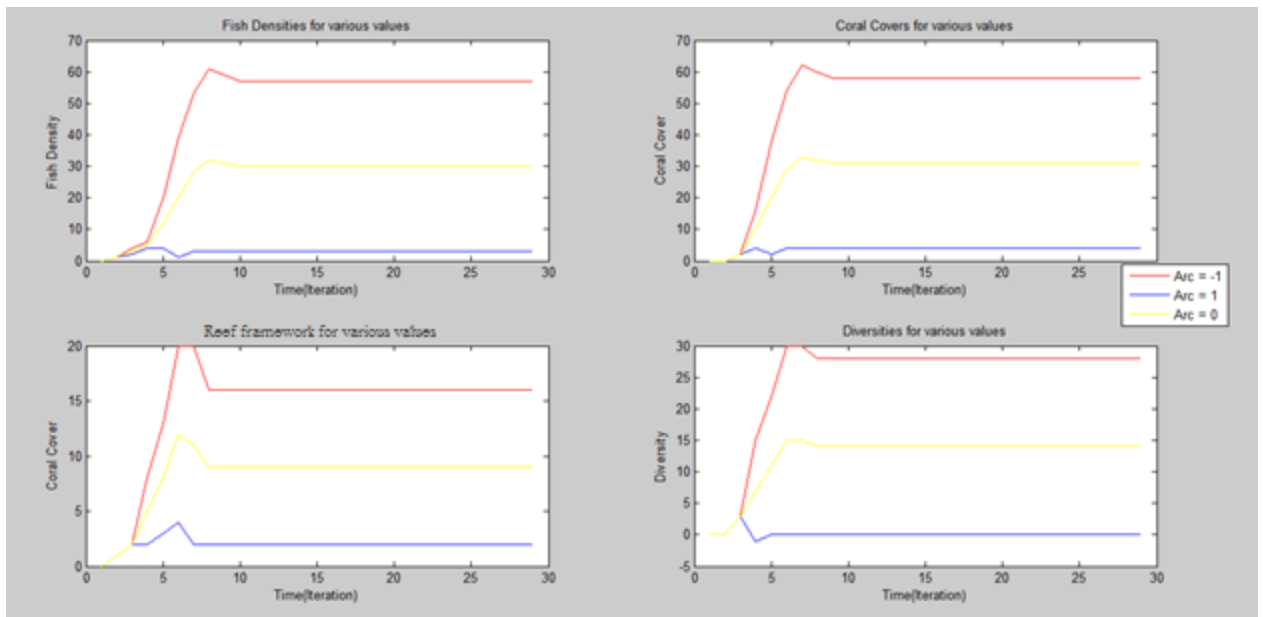 Fish Densities for various values
70
60
50
40
30
20
10
0
Fish Density
0 5 10 15 20 25 30
Time(Iteration)
Coral Covers for various values
70
60
50
40
30
20
10
0
Coral Cover
0 5 10 15 20 25
Time(Iteration)
Arc = -1
Arc = 1
Arc = 0
Reef framework for various values
20
15
10
5
0
Coral Cover
0 5 10 15 20 25 30
Time(Iteration)
Diversities for various values
30
25
20
15
10
5
0
-5
Diversity
0 5 10 15 20 25 30
Time(Iteration)